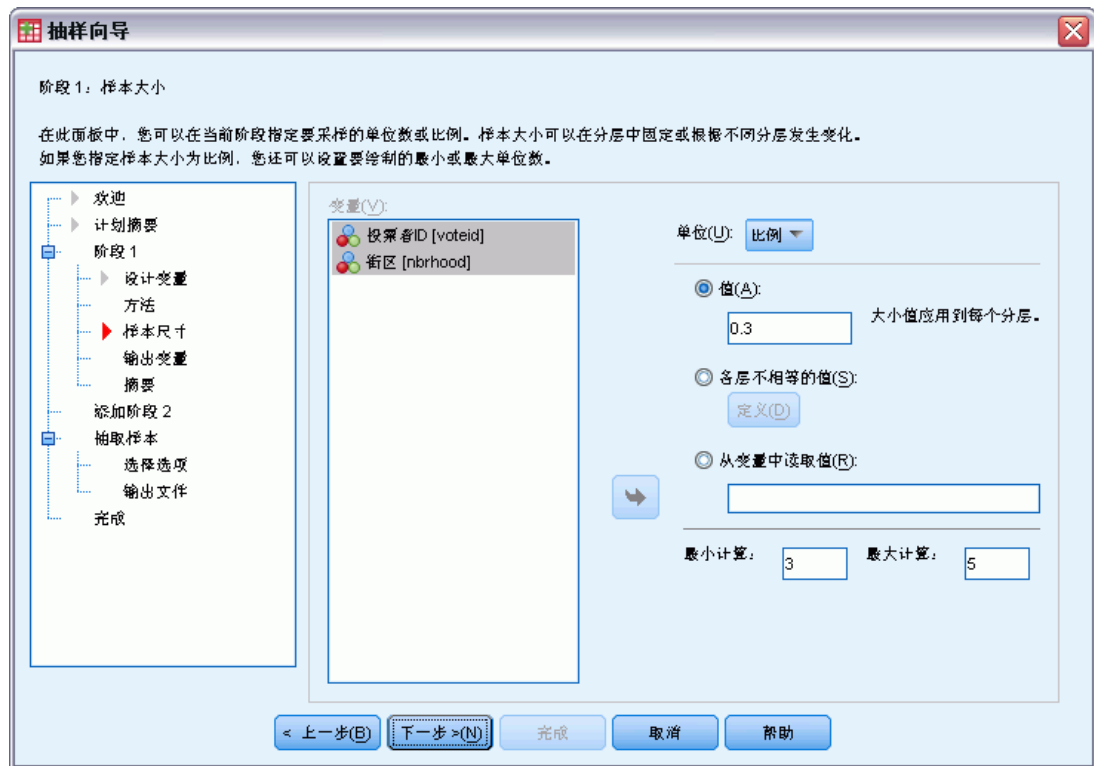 抽样向导
阶段 1：样本大小
在此面板中，您可以在当前阶段指定要采样的单位数或比例。样本大小可以在分层中固定或根据不同分层发生变化。
如果您指定样本大小为比例，您还可以设置要绘制的最小或最大单位数。
欢迎
计划摘要
阶段 1
设计变量
方法
样本尺寸
输出变量
摘要
添加阶段 2
抽取样本
选择选项
输出文件
完成
变量(V):
投票者ID [voteid]
街区 [nbrhood]
单位(U): 比例
值(A):
0.3 大小值应用到每个分层。
各层不相等的值(S):
定义(D)
从变量中读取值(R):
最小计算： 3 最大计算： 5
< 上一步(B) 下一步 >(N) 完成 取消 帮助